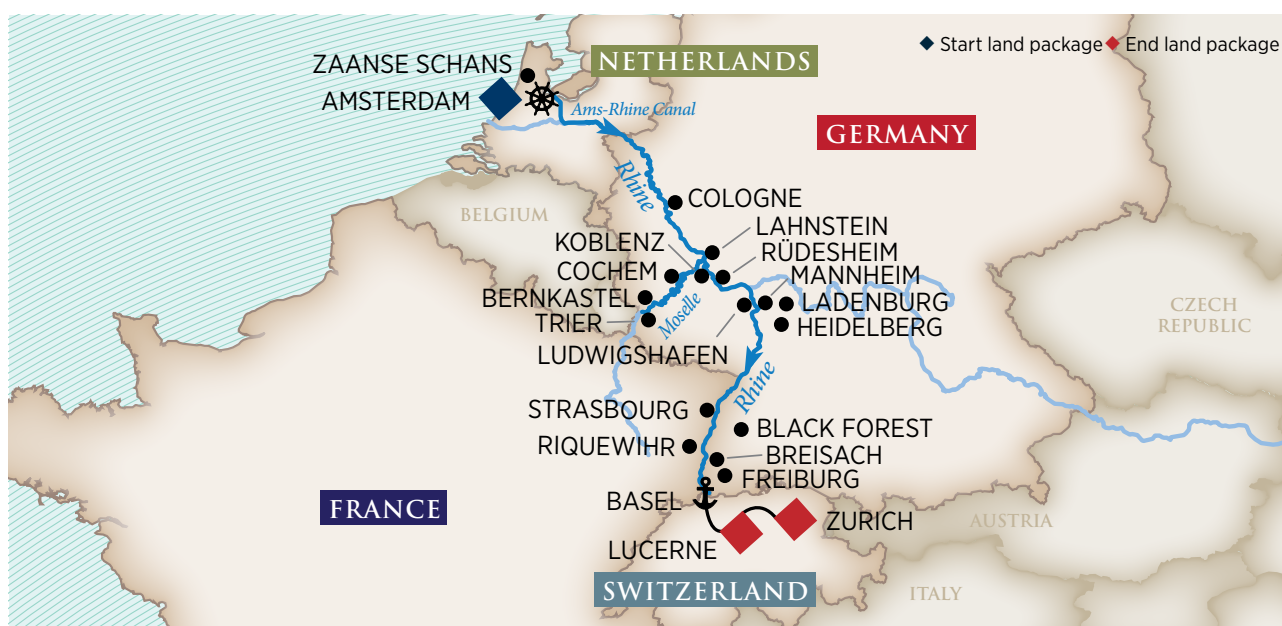 ZAANSE SCHANS
NETHERLANDS
Start land package
End land package
AMSTERDAM
Ams-Rhine Canal
GERMANY
Rhine
COLOGNE
BELGIUM
LAHNSTEIN
KOBLENZ
RÜDESHEIM
COCHEM
MANNHEIM
BERNKASTEL
Moselle
LADENBURG
TRIER
HEIDELBERG
CZECH
REPUBLIC
LUDWIGSHAFEN
Rhine
STRASBOURG
BLACK FOREST
RIQUEWIHR
BREISACH
FREIBURG
BASEL
FRANCE
ZURICH
AUSTRIA
LUCERNE
SWITZERLAND
ITALY